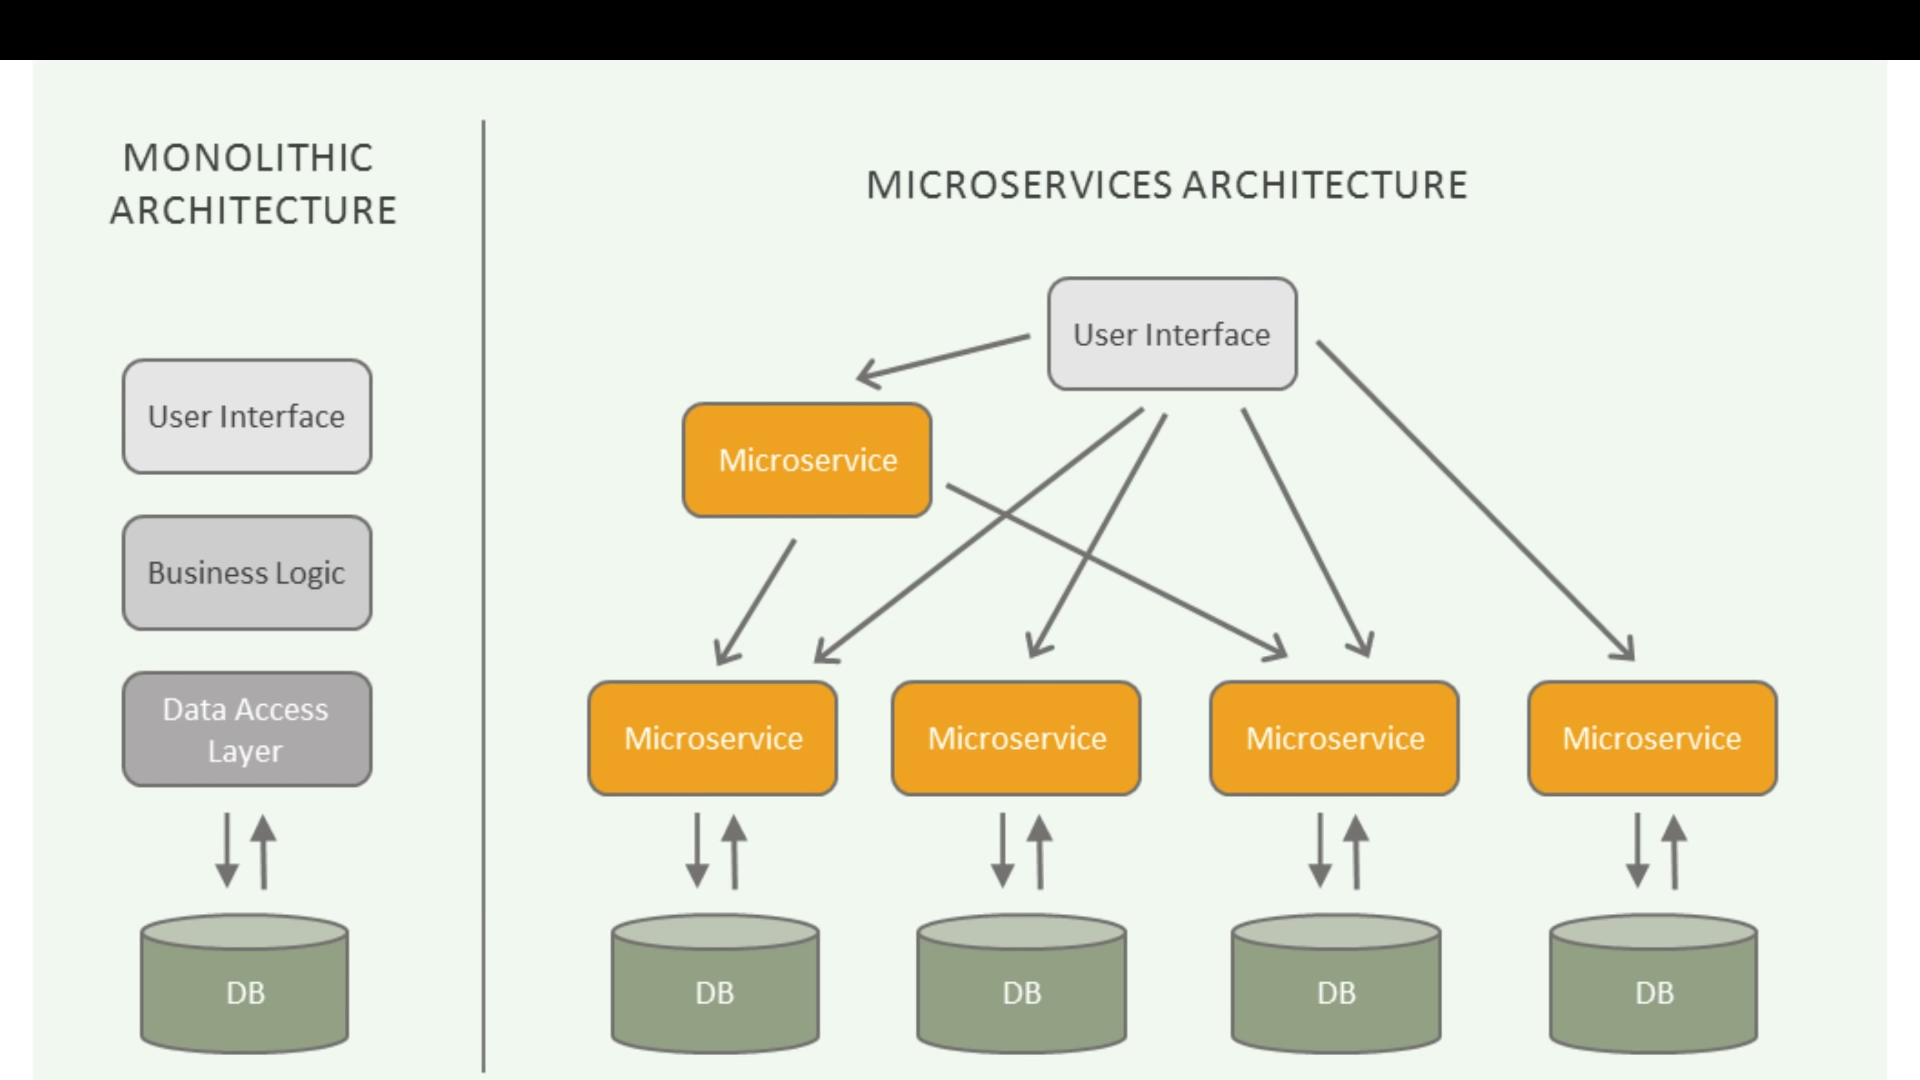 MONOLITHIC
ARCHITECTURE
User Interface
Business Logic
Data Access
Layer
DB
MICROSERVICES ARCHITECTURE
User Interface
Microservice
Microservice
Microservice
Microservice
Microservice
DB
DB
DB
DB